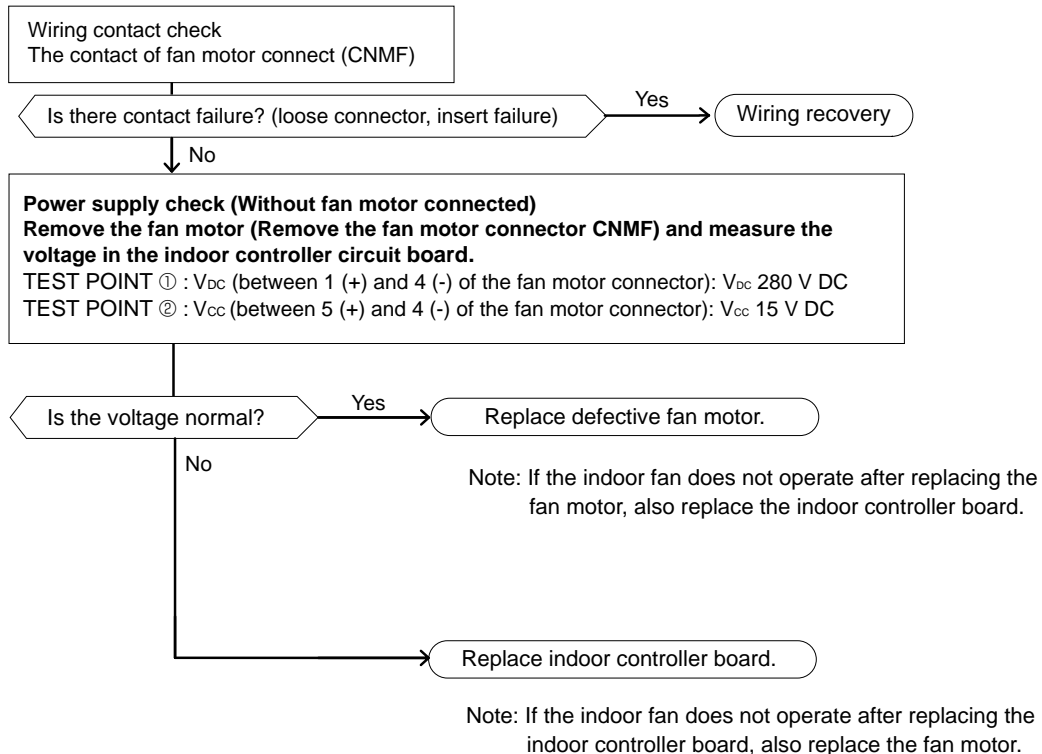 Wiring contact check
The contact of fan motor connect (CNMF)
Is there contact failure? (loose connector, insert failure)
Yes
Wiring recovery
No
Power supply check (Without fan motor connected)
Remove the fan motor (Remove the fan motor connector CNMF) and measure the
voltage in the indoor controller circuit board.
TEST POINT ① : VDC (between 1 (+) and 4 (-) of the fan motor connector): VDC 280 V DC
TEST POINT ② : VCC (between 5 (+) and 4 (-) of the fan motor connector): Vcc 15 V DC
Is the voltage normal?
Yes
Replace defective fan motor.
No
Note: If the indoor fan does not operate after replacing the
fan motor, also replace the indoor controller board.
Replace indoor controller board.
Note: If the indoor fan does not operate after replacing the
indoor controller board, also replace the fan motor.